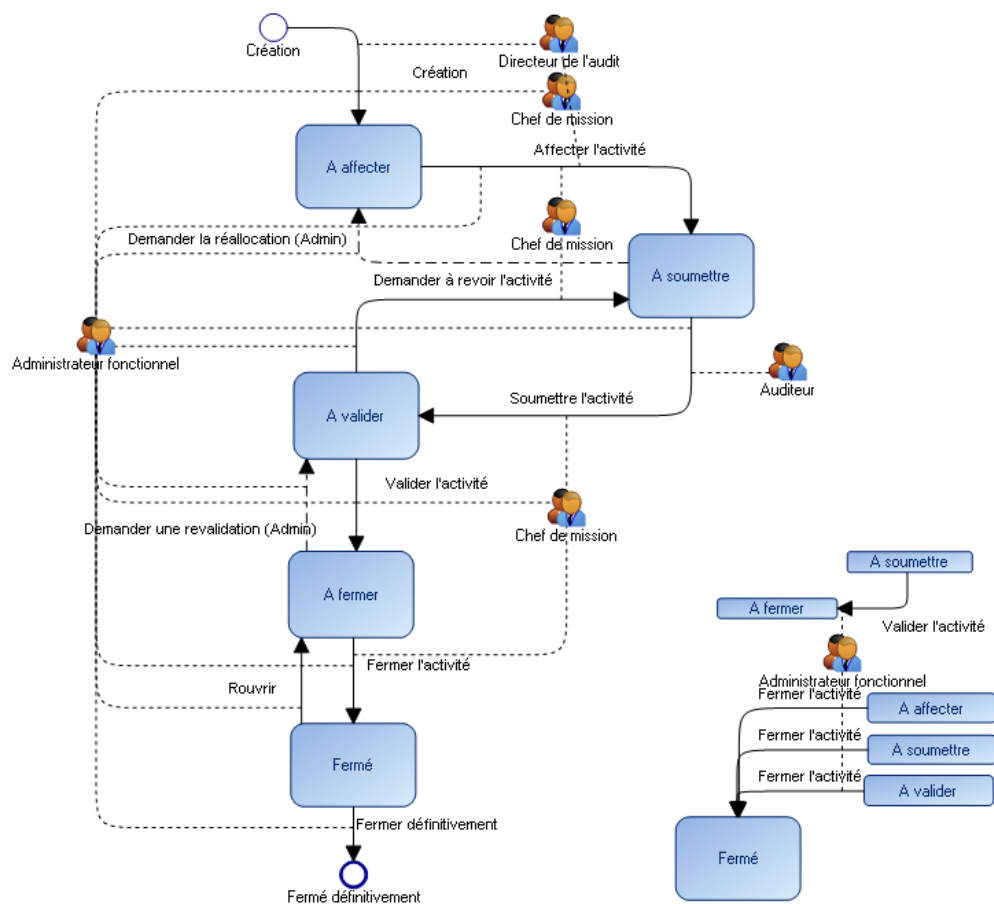 Création
Directeur de l'audit
Création
Chef de mission
Affecter l'activité
A affecter
Chef de mission
Demander la réallocation (Admin)
A soumettre
Demander à revoir l'activité
Administrateur fonctionnel
Auditeur
Soumettre l'activité
A valider
Valider l'activité
Demander une revalidation (Admin)
Chef de mission
A soumettre
A fermer
A fermer
Valider l'activité
Fermer l'activité
Administrateur fonctionnel
Rouvrir
Fermer l'activité
A affecter
Fermer l'activité
A soumettre
Fermé
Fermer l'activité
A valider
Fermer définitivement
Fermé
Fermé définitivement